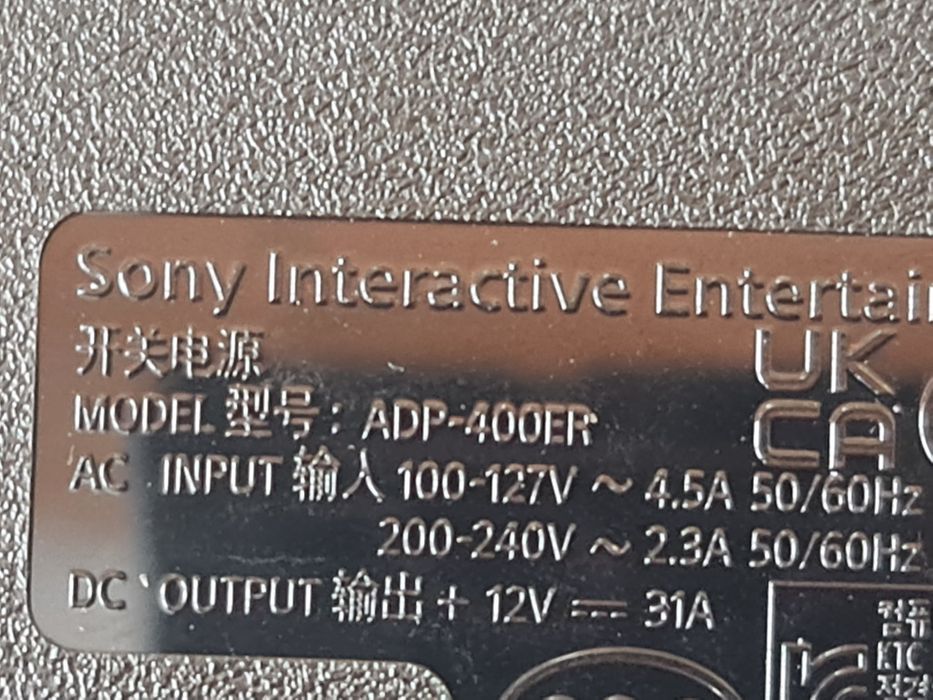 Sony Interactive Entertai
开关电源
MODEL 型号: ADP-400ER
UK
CA
AC INPUT 输入 100-127V ~ 4.5A 50/60Hz
200-240V ~ 2.3A 50/60Hz
DC OUTPUT 输出 + 12V ⎓ 31A